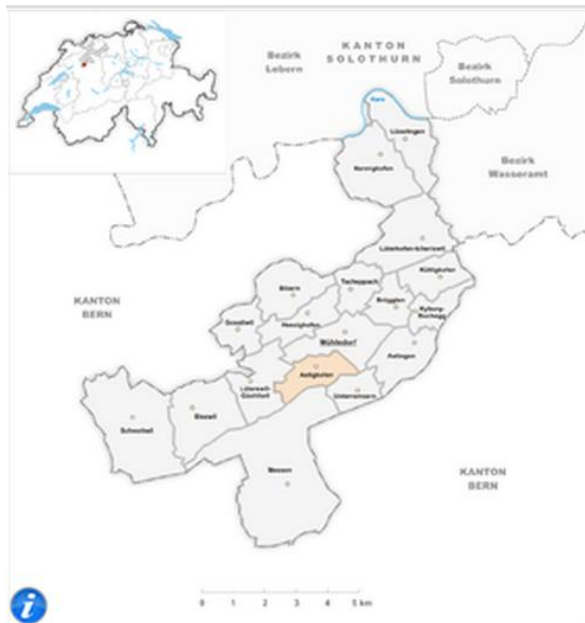 KANTON
SOLOTHURN
Bezirk
Lebern
Bezirk
Solothurn
Aare
Lüsslingen
Nennigkofen
Bezirk
Wasseramt
Lüterkofen-Ichertswil
Küttigkofen
Bibern
Tscheppach
Brügglen
Kyburg-
Buchegg
KANTON
BERN
Gossliwil
Hessigkofen
Mühledorf
Aetingen
Aetigkofen
Lüterswil-
Gächliwil
Unterramsern
Biezwil
Schnottwil
Messen
KANTON
BERN
0 1 2 3 4 5 km
i